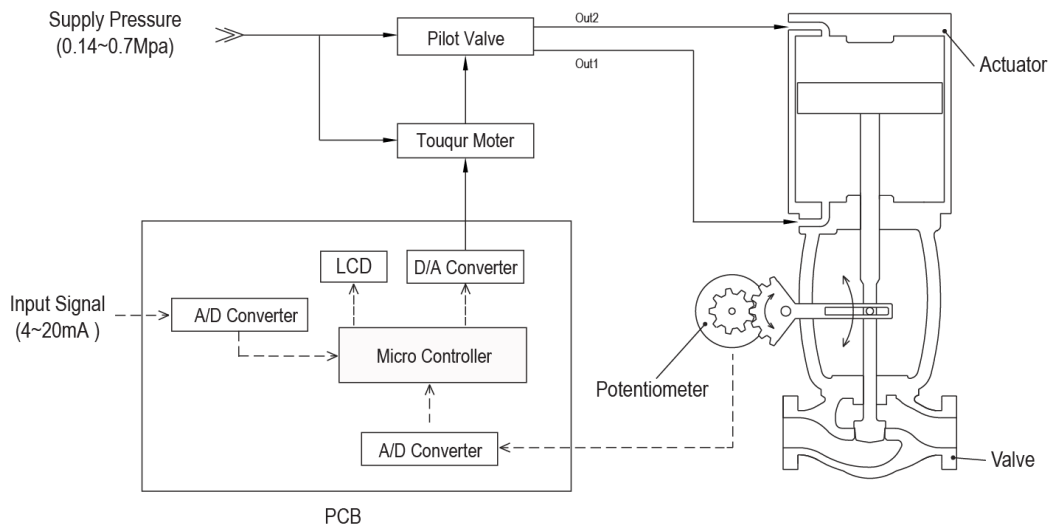 Supply Pressure
(0.14~0.7Mpa)
Pilot Valve
Out2
Out1
Actuator
Touqur Moter
LCD
D/A Converter
Input Signal
(4~20mA )
A/D Converter
Micro Controller
Potentiometer
A/D Converter
Valve
PCB